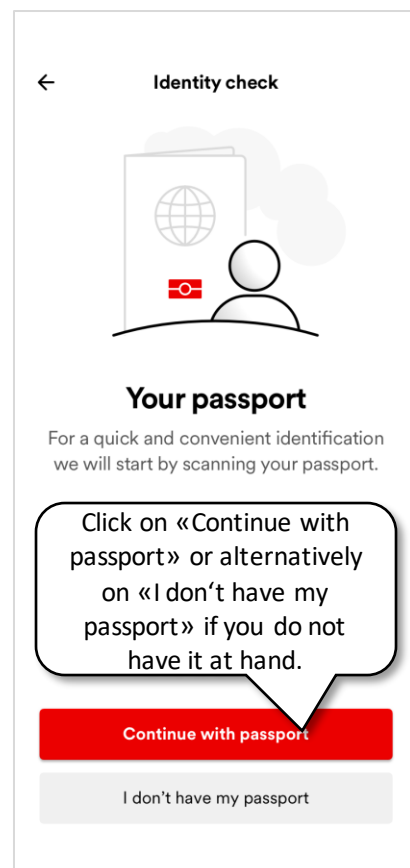 Identity check
Your passport
For a quick and convenient identification
we will start by scanning your passport.
Click on «Continue with
passport» or alternatively
on «I don‘t have my
passport» if you do not
have it at hand.
Continue with passport
I don't have my passport